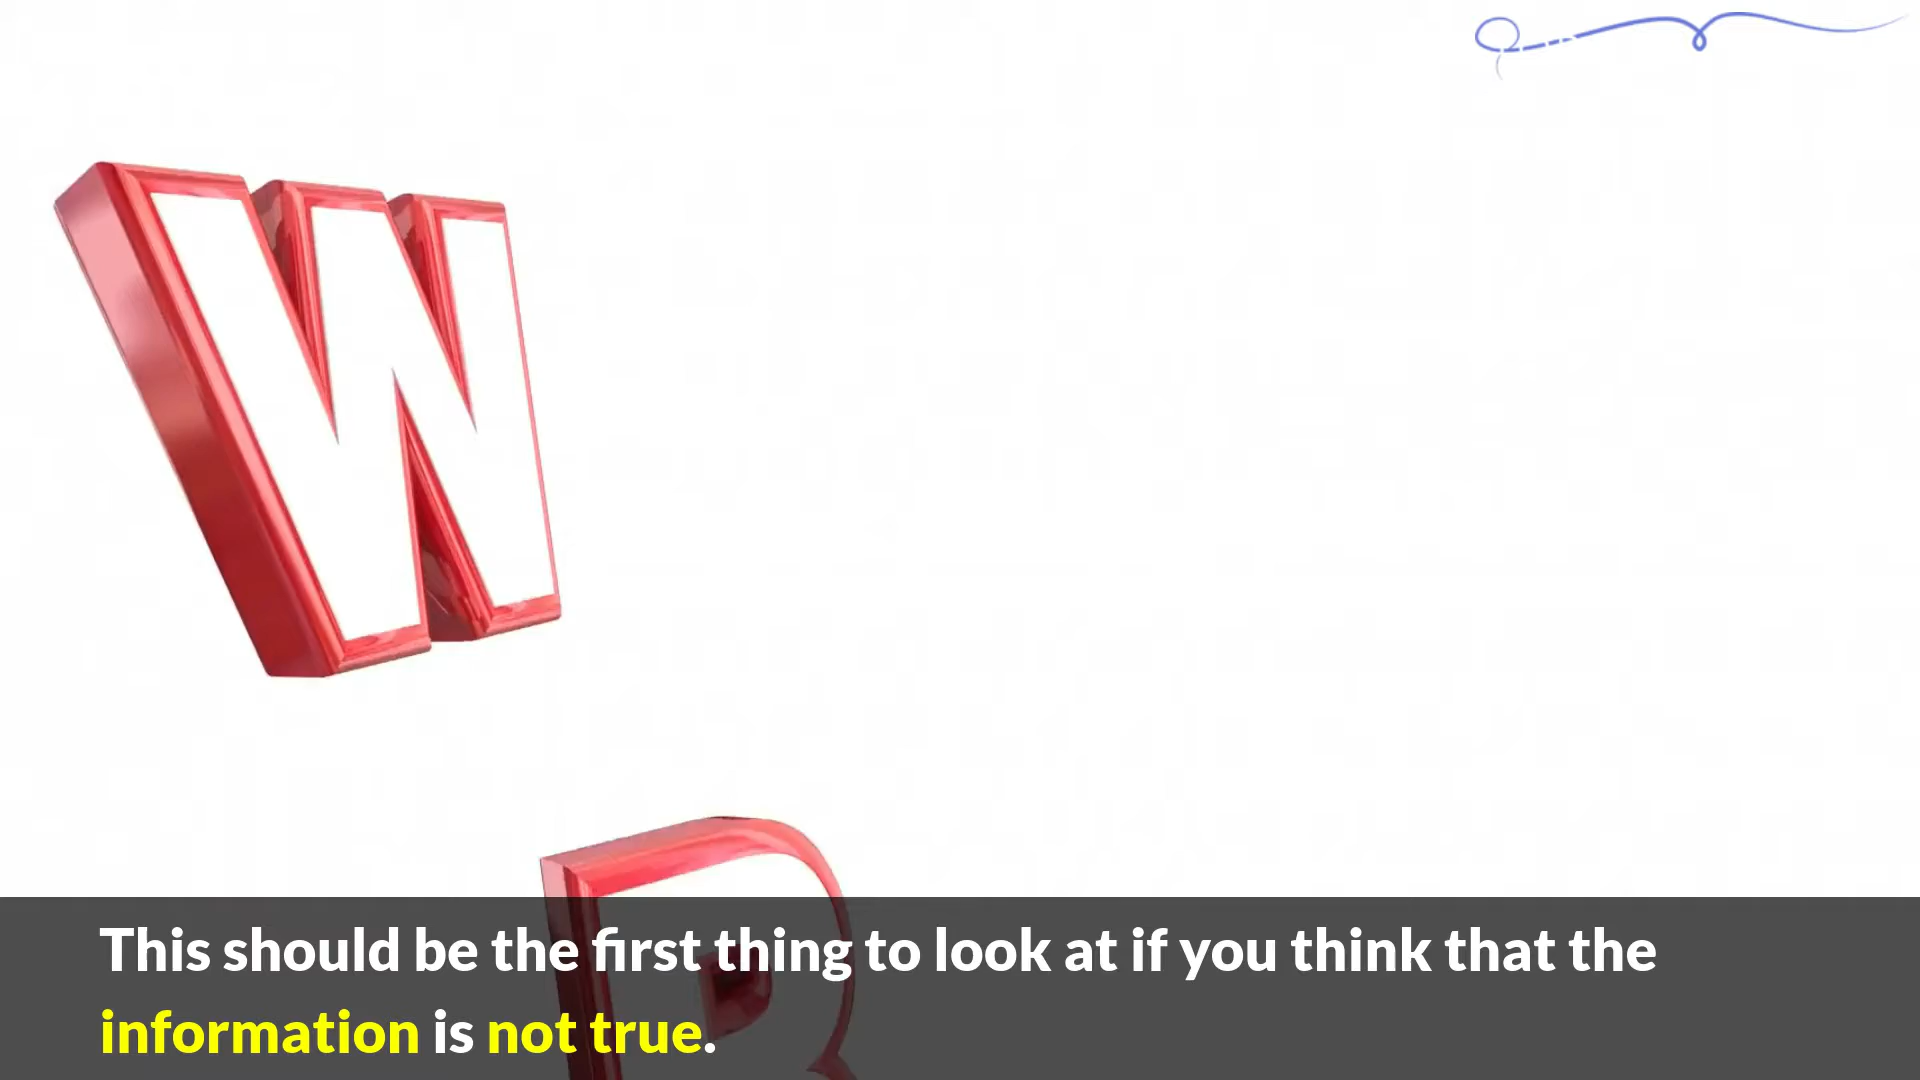 W
R
This should be the first thing to look at if you think that the
information is not true.